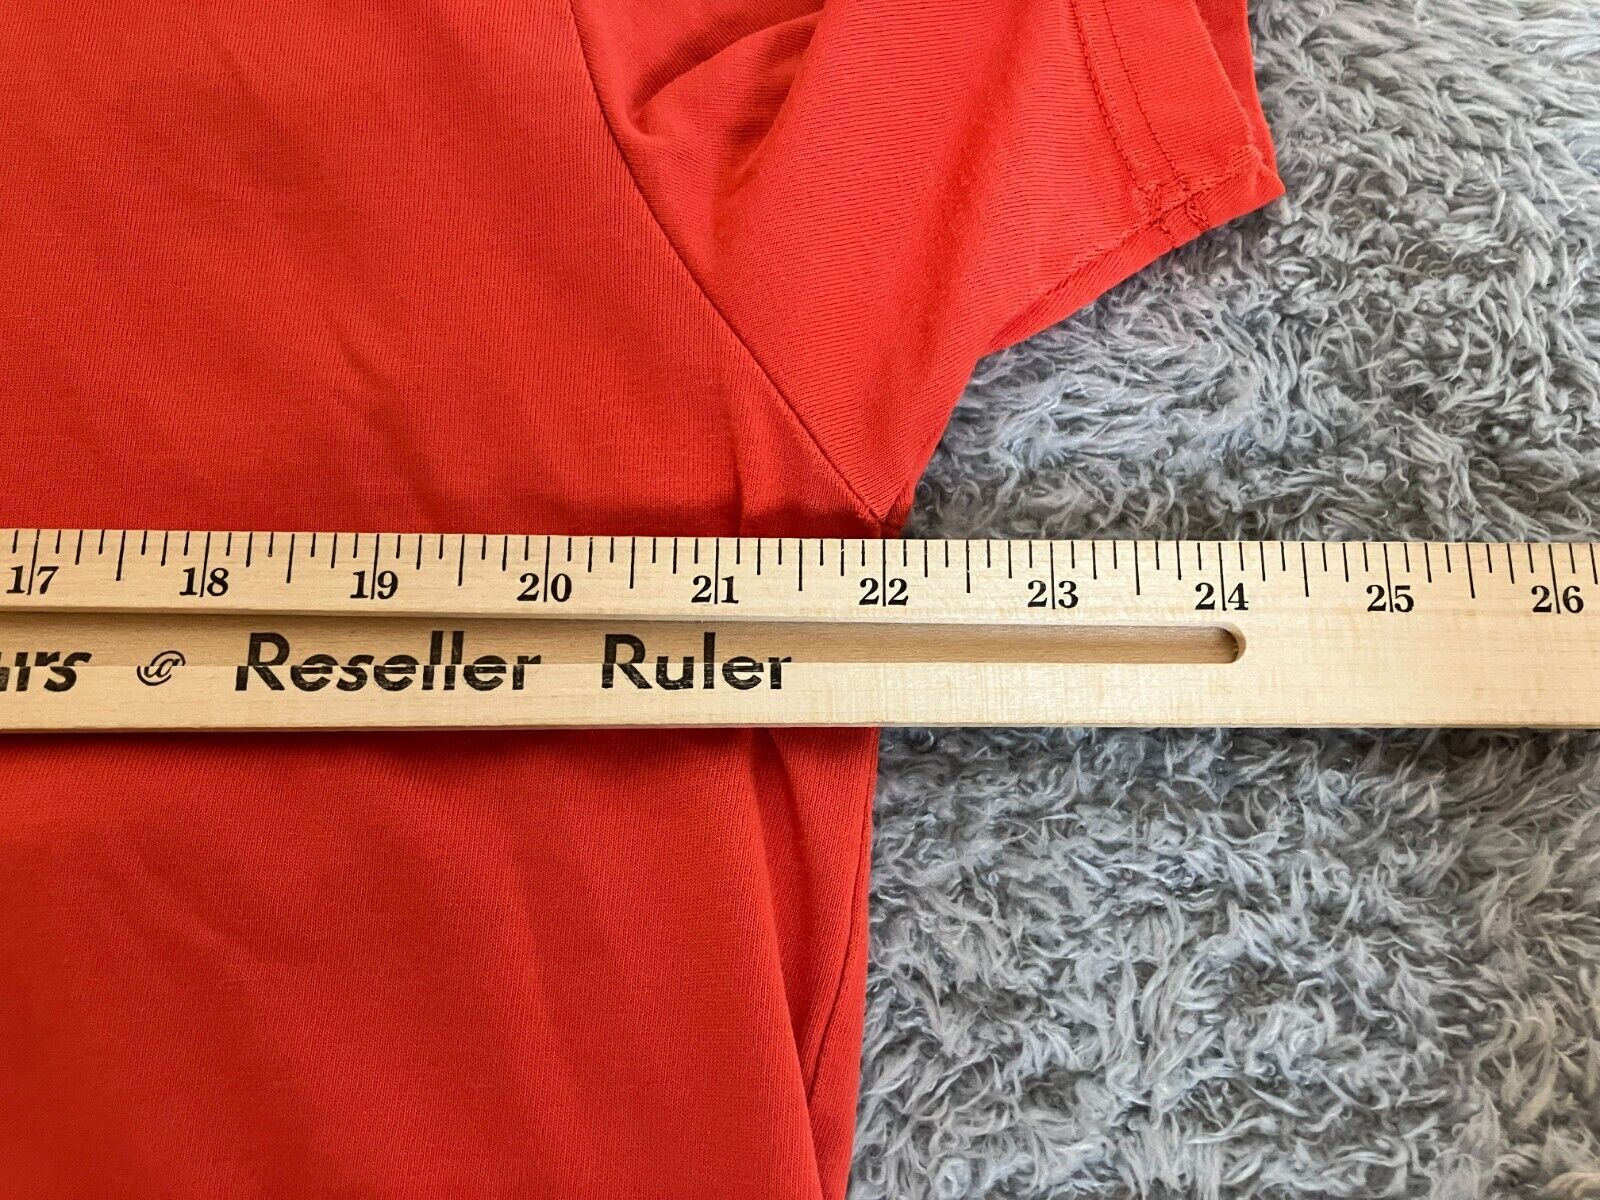 17 18 19 20 21 22 23 24 25 26
Reseller Ruler